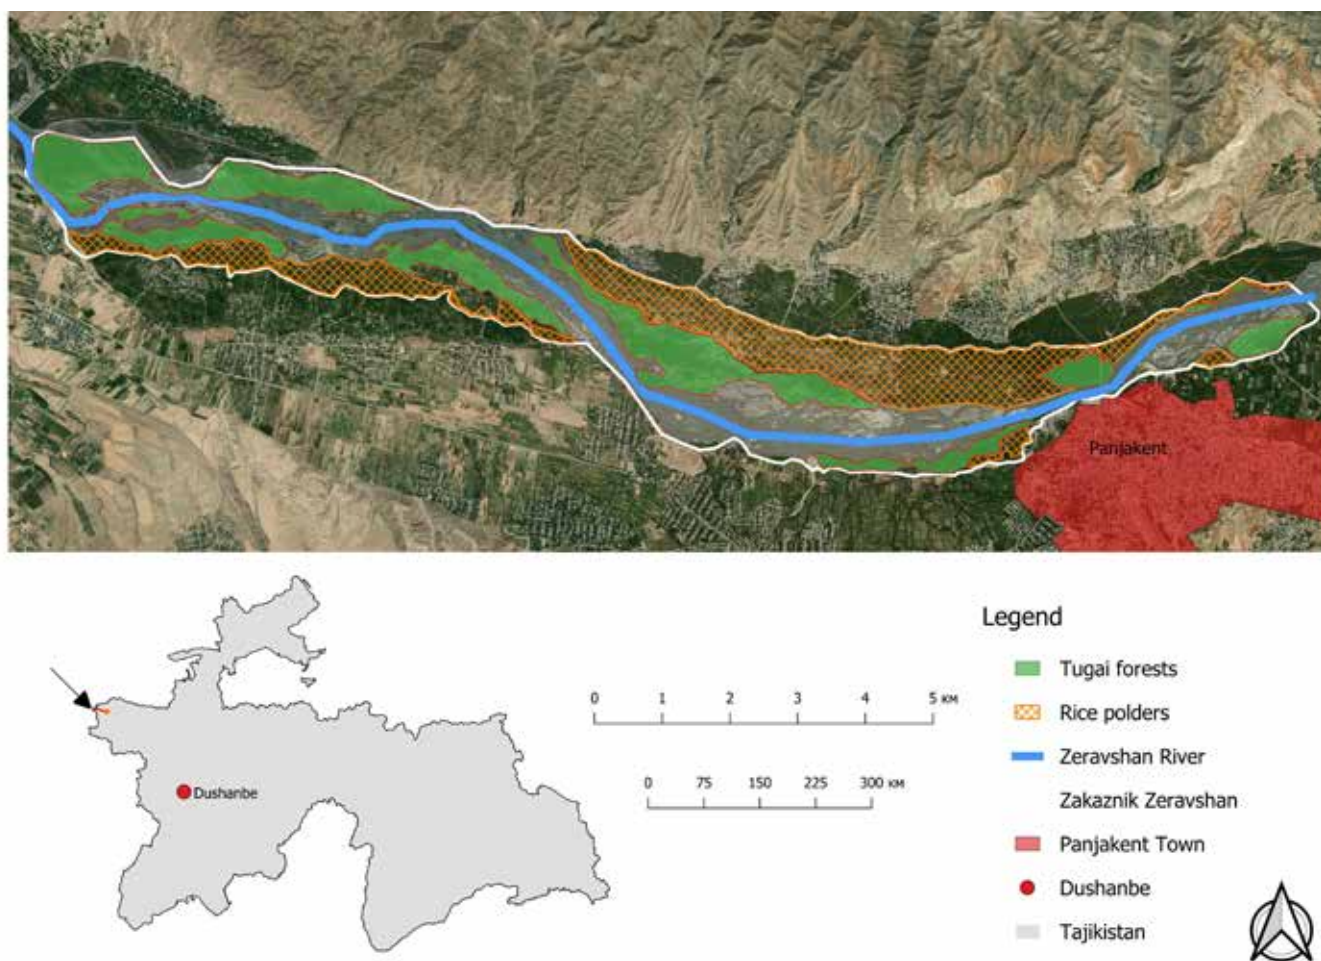 Panjakent
Legend
Tugai forests
Rice polders
Zeravshan River
Zakaznik Zeravshan
Panjakent Town
Dushanbe
Tajikistan
0 1 2 3 4 5 км
0 75 150 225 300 км
Dushanbe